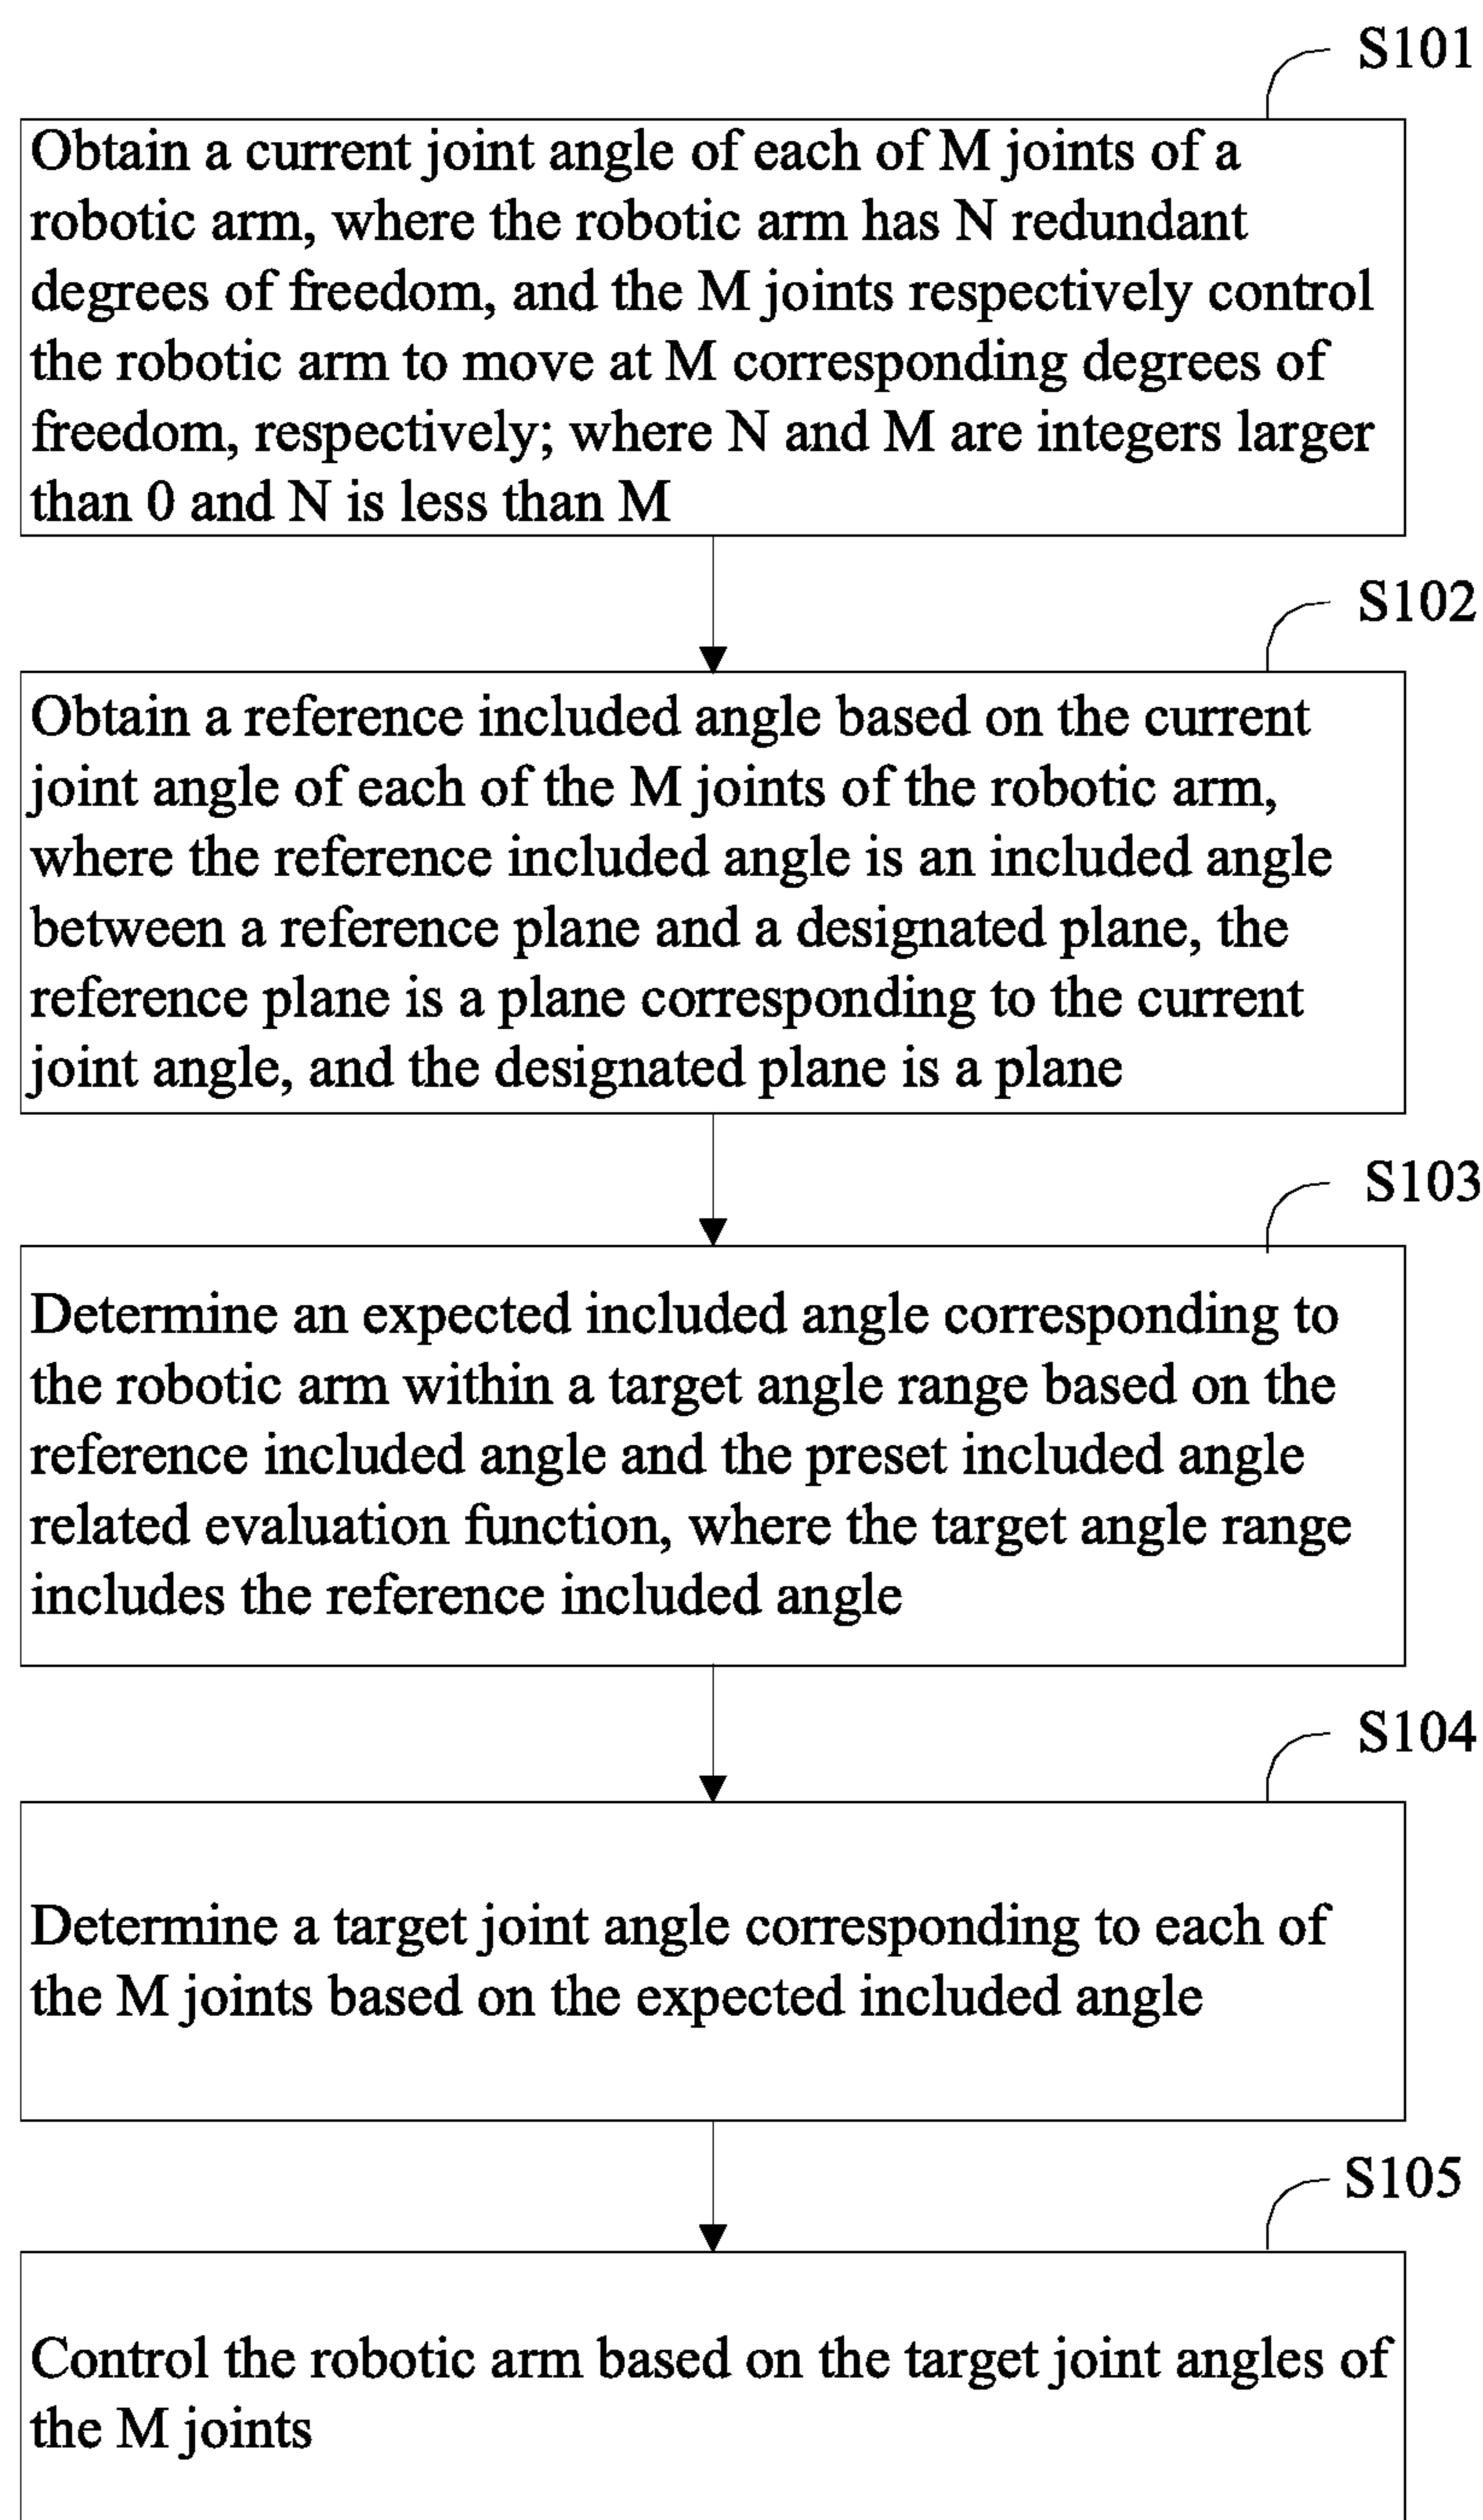 S101
Obtain a current joint angle of each of M joints of a
robotic arm, where the robotic arm has N redundant
degrees of freedom, and the M joints respectively control
the robotic arm to move at M corresponding degrees of
freedom, respectively; where N and M are integers larger
than 0 and N is less than M
S102
Obtain a reference included angle based on the current
joint angle of each of the M joints of the robotic arm,
where the reference included angle is an included angle
between a reference plane and a designated plane, the
reference plane is a plane corresponding to the current
joint angle, and the designated plane is a plane
S103
Determine an expected included angle corresponding to
the robotic arm within a target angle range based on the
reference included angle and the preset included angle
related evaluation function, where the target angle range
includes the reference included angle
S104
Determine a target joint angle corresponding to each of
the M joints based on the expected included angle
S105
Control the robotic arm based on the target joint angles of
the M joints